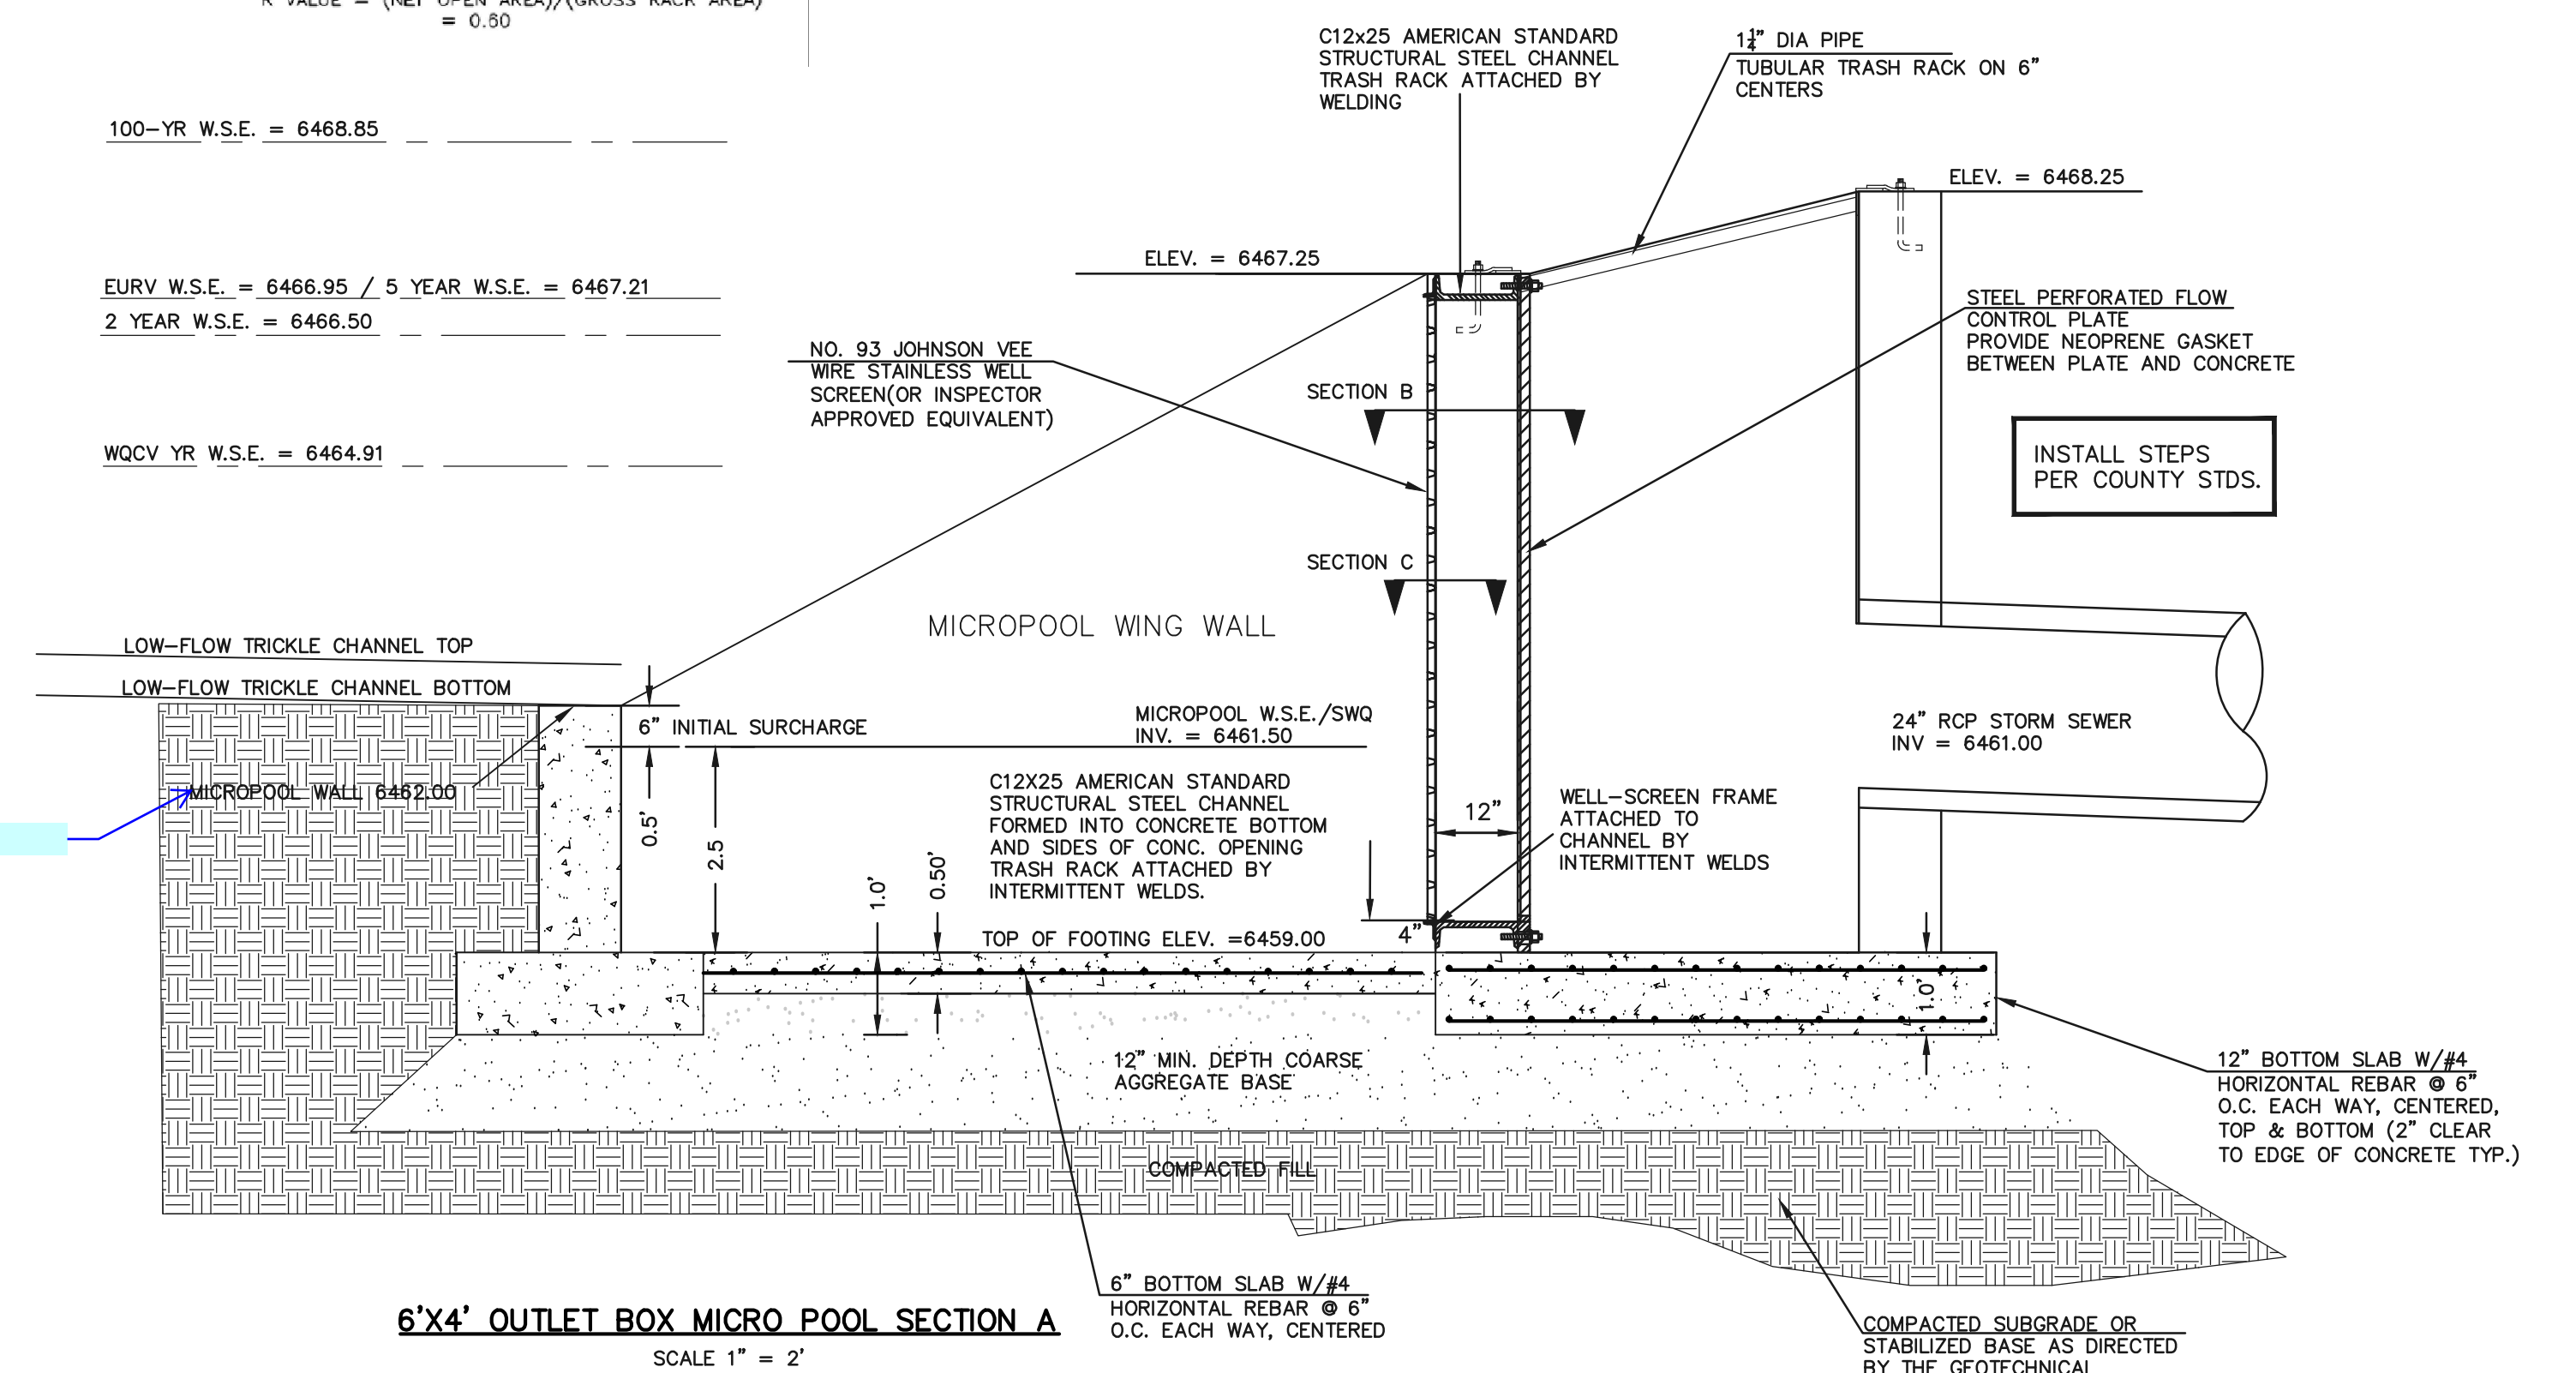 R VALUE = (NET OPEN AREA)/(GROSS RACK AREA)
= 0.60
C12x25 AMERICAN STANDARD
STRUCTURAL STEEL CHANNEL
TRASH RACK ATTACHED BY
WELDING
1¼" DIA PIPE
TUBULAR TRASH RACK ON 6"
CENTERS
100-YR W.S.E. = 6468.85
ELEV. = 6468.25
ELEV. = 6467.25
EURV W.S.E. = 6466.95 / 5 YEAR W.S.E. = 6467.21
2 YEAR W.S.E. = 6466.50
STEEL PERFORATED FLOW
CONTROL PLATE
PROVIDE NEOPRENE GASKET
BETWEEN PLATE AND CONCRETE
NO. 93 JOHNSON VEE
WIRE STAINLESS WELL
SCREEN(OR INSPECTOR
APPROVED EQUIVALENT)
SECTION B
WQCV YR W.S.E. = 6464.91
INSTALL STEPS
PER COUNTY STDS.
SECTION C
MICROPOOL WING WALL
LOW-FLOW TRICKLE CHANNEL TOP
LOW-FLOW TRICKLE CHANNEL BOTTOM
6" INITIAL SURCHARGE
MICROPOOL W.S.E./SWQ
INV. = 6461.50
24" RCP STORM SEWER
INV = 6461.00
MICROPOOL WALL 6462.00
0.5'
2.5
1.0'
0.50'
C12X25 AMERICAN STANDARD
STRUCTURAL STEEL CHANNEL
FORMED INTO CONCRETE BOTTOM
AND SIDES OF CONC. OPENING
TRASH RACK ATTACHED BY
INTERMITTENT WELDS.
12"
WELL-SCREEN FRAME
ATTACHED TO
CHANNEL BY
INTERMITTENT WELDS
4"
TOP OF FOOTING ELEV. =6459.00
1.0'
12" MIN. DEPTH COARSE
AGGREGATE BASE
12" BOTTOM SLAB W/#4
HORIZONTAL REBAR @ 6"
O.C. EACH WAY, CENTERED,
TOP & BOTTOM (2" CLEAR
TO EDGE OF CONCRETE TYP.)
COMPACTED FILL
6" BOTTOM SLAB W/#4
HORIZONTAL REBAR @ 6"
O.C. EACH WAY, CENTERED
6'X4' OUTLET BOX MICRO POOL SECTION A
SCALE 1" = 2'
COMPACTED SUBGRADE OR
STABILIZED BASE AS DIRECTED
BY THE GEOTECHNICAL